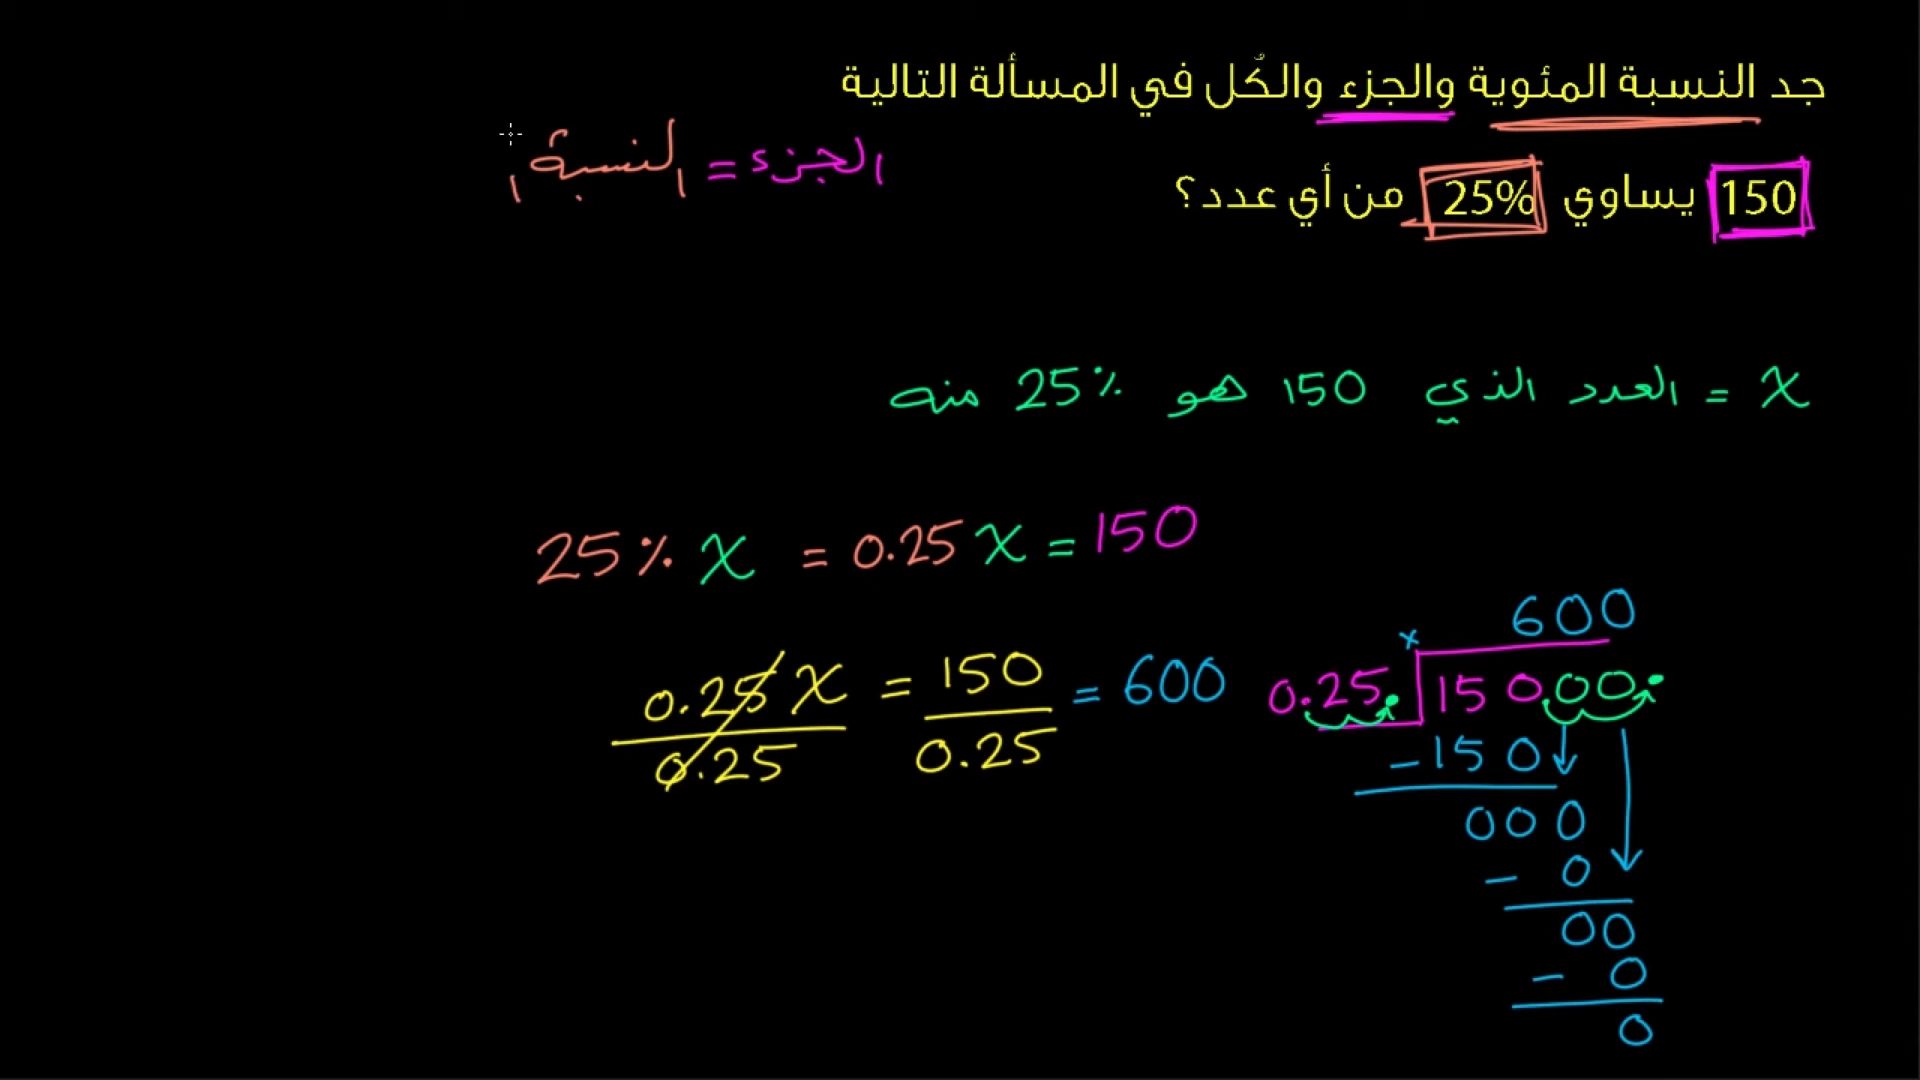 جد النسبة المئوية والجزء والكُل في المسألة التالية
150 يساوي 25% من أي عدد؟
الجزء = النسبة ا
x = العدد الذي 150 هو 25% منه
25% x = 0.25 x = 150
600
0.25 x / 0.25 = 150 / 0.25 = 600
x
0.25. 150.00.
- 150
000
- 0
00
- 0
0